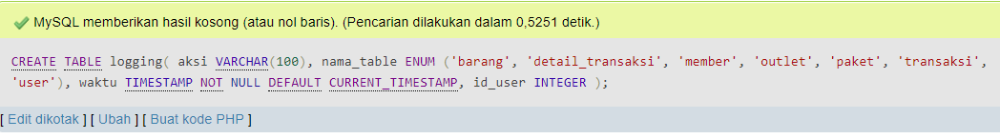 MySQL memberikan hasil kosong (atau nol baris). (Pencarian dilakukan dalam 0,5251 detik.)
CREATE TABLE logging( aksi VARCHAR(100), nama_table ENUM ('barang', 'detail_transaksi', 'member', 'outlet', 'paket', 'transaksi',
'user'), waktu TIMESTAMP NOT NULL DEFAULT CURRENT_TIMESTAMP, id_user INTEGER );
[ Edit dikotak ] [ Ubah ] [ Buat kode PHP ]